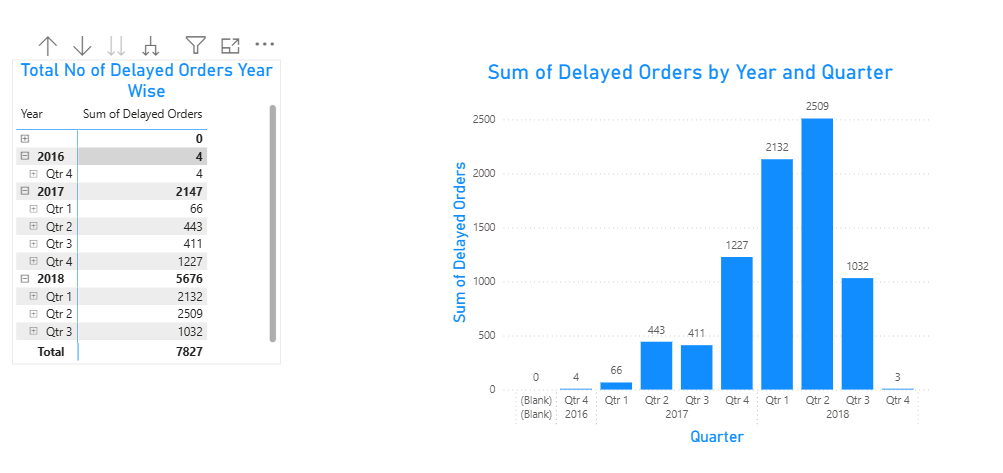 Total No of Delayed Orders Year
Wise
Year Sum of Delayed Orders
0
2016 4
Qtr 4 4
2017 2147
Qtr 1 66
Qtr 2 443
Qtr 3 411
Qtr 4 1227
2018 5676
Qtr 1 2132
Qtr 2 2509
Qtr 3 1032
Total 7827
Sum of Delayed Orders by Year and Quarter
Sum of Delayed Orders
2500
2000
1500
1000
500
0
0 4 66 443 411 1227 2132 2509 1032 3
(Blank) Qtr 4 Qtr 1 Qtr 2 Qtr 3 Qtr 4 Qtr 1 Qtr 2 Qtr 3 Qtr 4
(Blank) 2016 2017 2018
Quarter